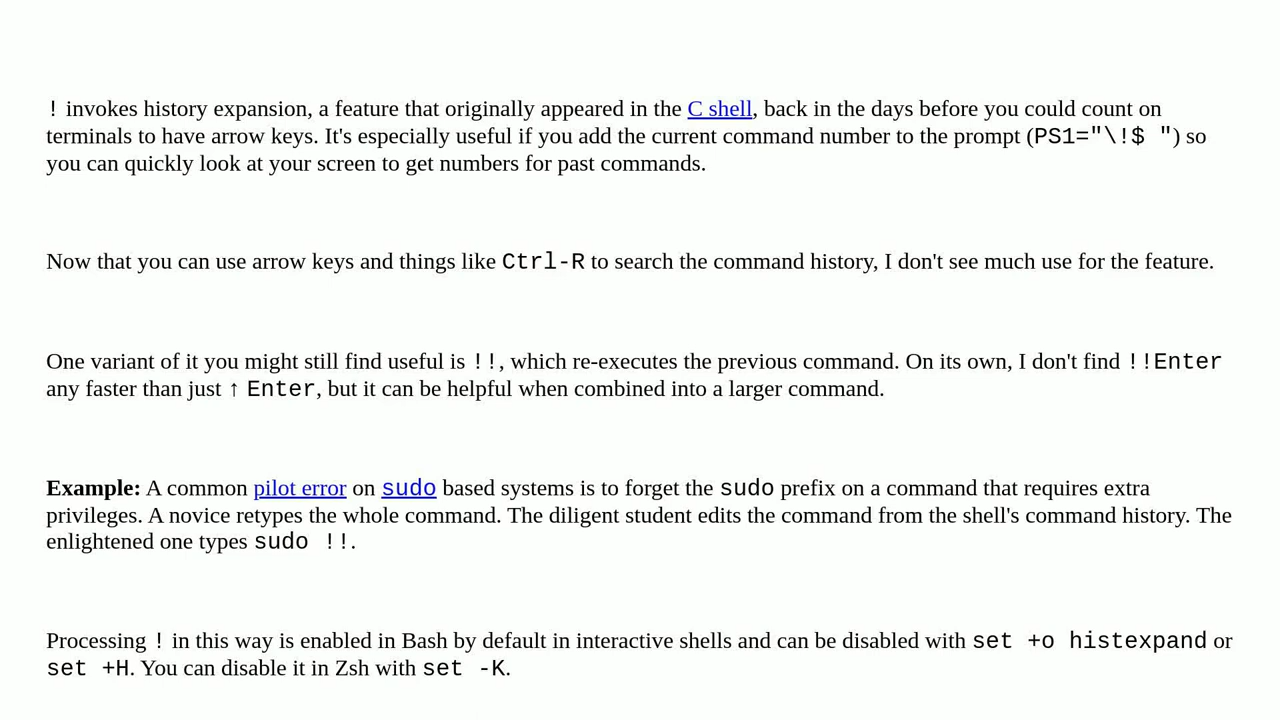 ! invokes history expansion, a feature that originally appeared in the C shell, back in the days before you could count on
terminals to have arrow keys. It's especially useful if you add the current command number to the prompt (PS1="\!$ ") so
you can quickly look at your screen to get numbers for past commands.
Now that you can use arrow keys and things like Ctrl-R to search the command history, I don't see much use for the feature.
One variant of it you might still find useful is !!, which re-executes the previous command. On its own, I don't find !!Enter
any faster than just ↑ Enter, but it can be helpful when combined into a larger command.
Example: A common pilot error on sudo based systems is to forget the sudo prefix on a command that requires extra
privileges. A novice retypes the whole command. The diligent student edits the command from the shell's command history. The
enlightened one types sudo !!.
Processing ! in this way is enabled in Bash by default in interactive shells and can be disabled with set +o histexpand or
set +H. You can disable it in Zsh with set -K.